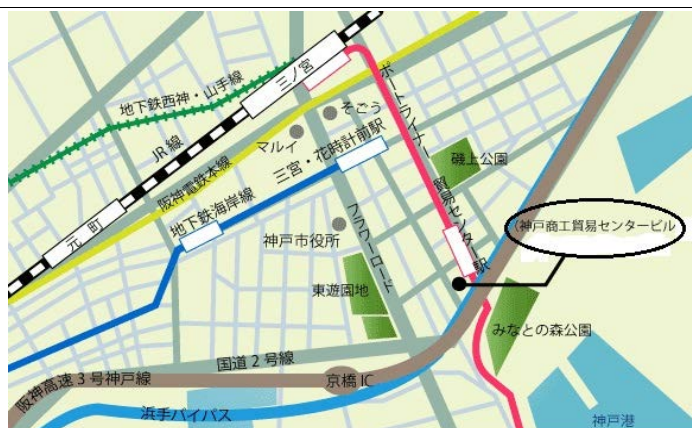 三ノ宮
地下鉄西神・山手線
JR線
ポートライナー
そごう
マルイ
阪神電鉄本線
三宮・花時計前駅
磯上公園
地下鉄海岸線
元町
貿易センター駅
フラワーロード
神戸市役所
(神戸商工貿易センタービル
東遊園地
みなとの森公園
国道2号線
阪神高速3号神戸線
京橋IC
浜手バイパス
神戸港